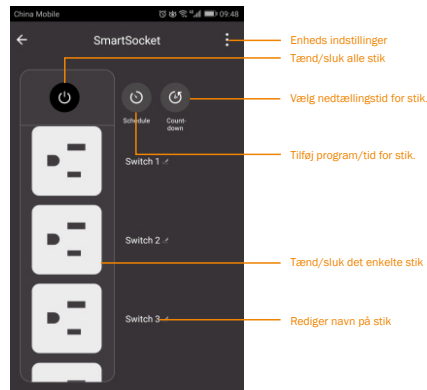 China Mobile 09:48
SmartSocket
Enheds indstillinger
Tænd/sluk alle stik
Schedule
Count-
down
Vælg nedtællingstid for stik.
Tilføj program/tid for stik.
Switch 1
Switch 2
Tænd/sluk det enkelte stik
Switch 3
Rediger navn på stik